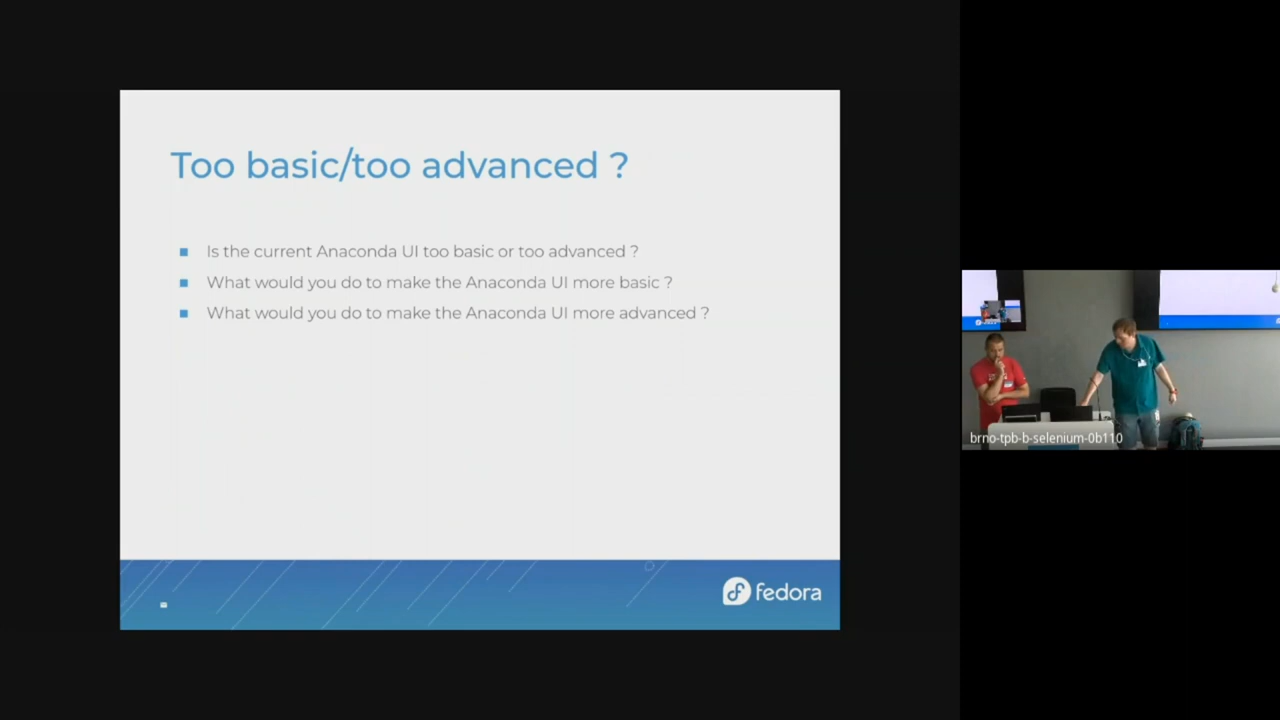 Too basic/too advanced ?
Is the current Anaconda UI too basic or too advanced ?
What would you do to make the Anaconda UI more basic ?
What would you do to make the Anaconda UI more advanced ?
fedora
brno-tpb-b-selenium-0b110